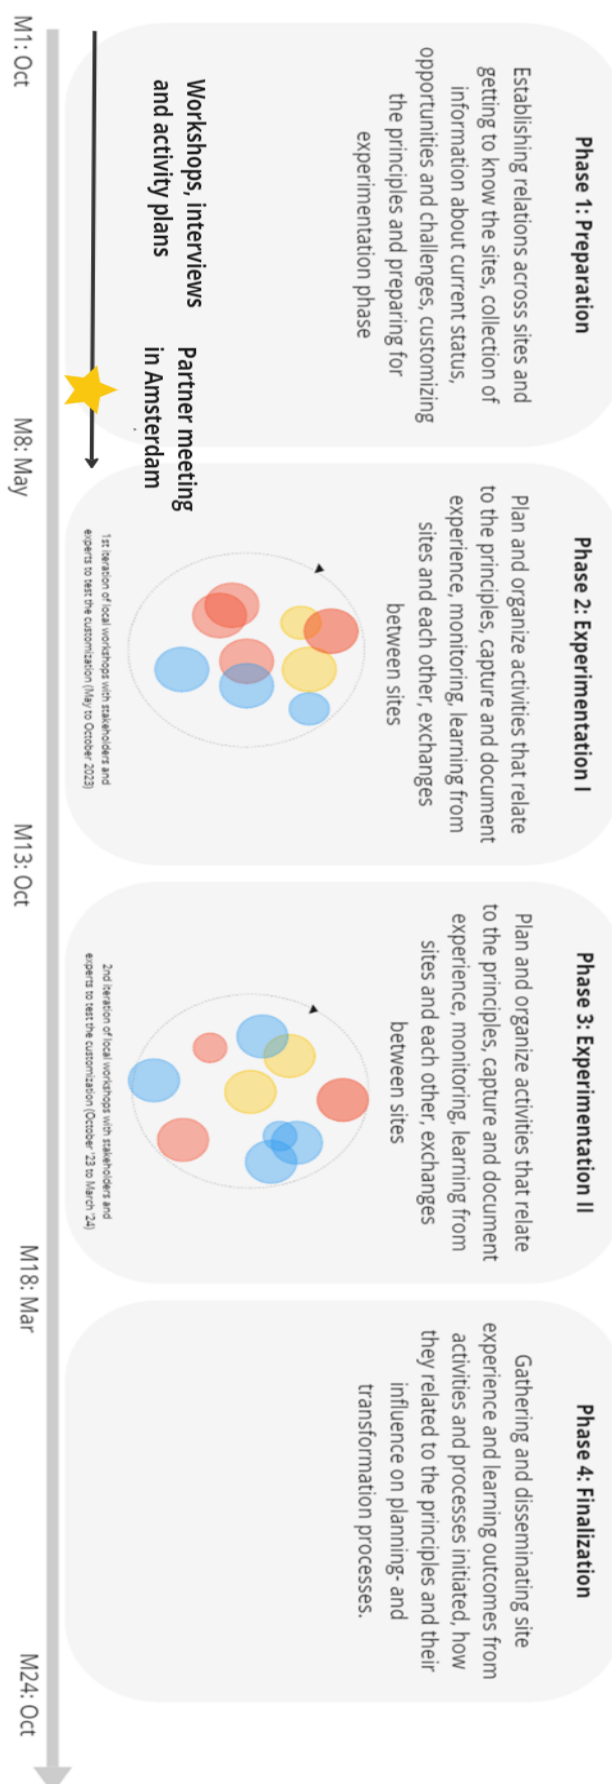 Phase 1: Preparation
Establishing relations across sites and
getting to know the sites, collection of
information about current status,
opportunities and challenges, customizing
the principles and preparing for
experimentation phase
Workshops, interviews
and activity plans
Partner meeting
in Amsterdam
Phase 2: Experimentation I
Plan and organize activities that relate
to the principles, capture and document
experience, monitoring, learning from
sites and each other, exchanges
between sites
1st iteration of local workshops with stakeholders and
experts to test the customization (May to October 2023)
Phase 3: Experimentation II
Plan and organize activities that relate
to the principles, capture and document
experience, monitoring, learning from
sites and each other, exchanges
between sites
2nd iteration of local workshops with stakeholders and
experts to test the customization (October '23 to March '24)
Phase 4: Finalization
Gathering and disseminating site
experience and learning outcomes from
activities and processes initiated, how
they related to the principles and their
influence on planning- and
transformation processes.
M1: Oct
M8: May
M13: Oct
M18: Mar
M24: Oct